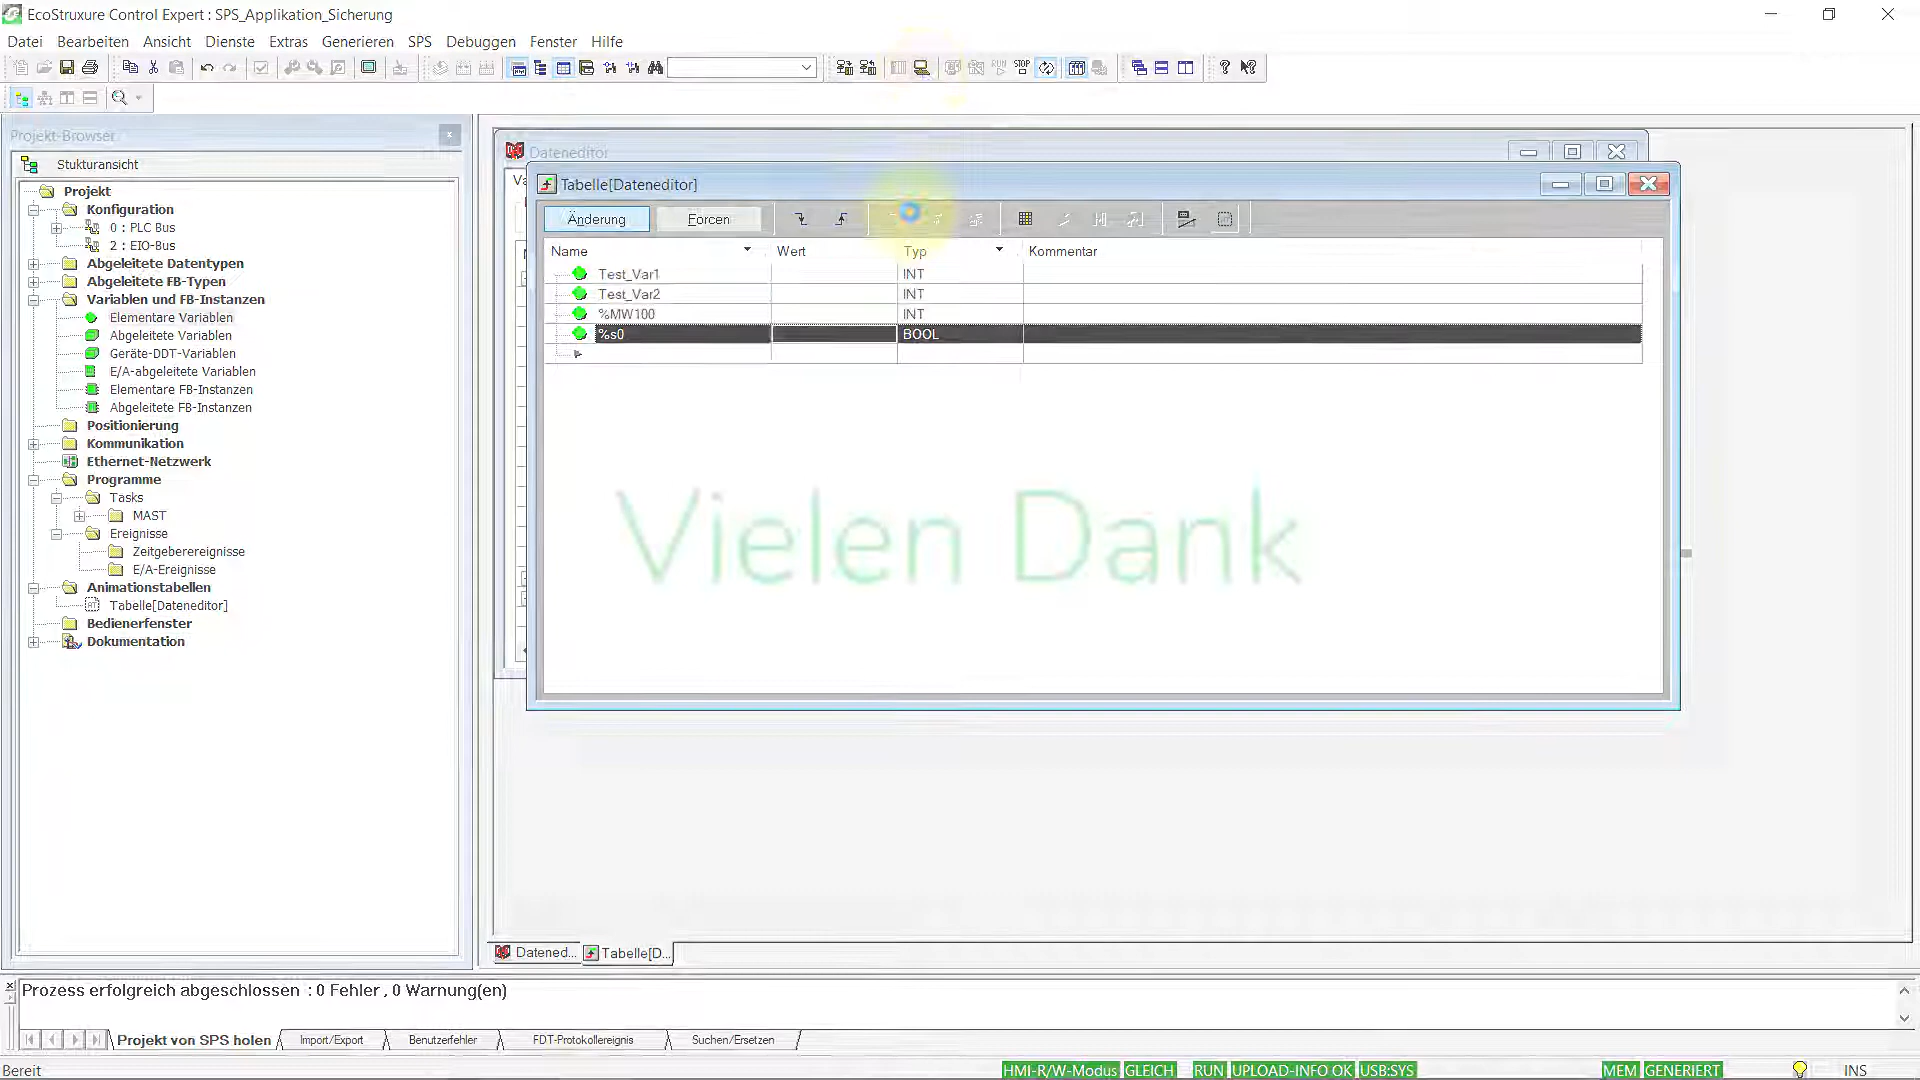 EcoStruxure Control Expert : SPS_Applikation_Sicherung
Datei Bearbeiten Ansicht Dienste Extras Generieren SPS Debuggen Fenster Hilfe
RUN STOP
Projekt-Browser
Stukturansicht
Projekt
Konfiguration
0 : PLC Bus
2 : EIO-Bus
Abgeleitete Datentypen
Abgeleitete FB-Typen
Variablen und FB-Instanzen
Elementare Variablen
Abgeleitete Variablen
Geräte-DDT-Variablen
E/A-abgeleitete Variablen
Elementare FB-Instanzen
Abgeleitete FB-Instanzen
Positionierung
Kommunikation
Ethernet-Netzwerk
Programme
Tasks
MAST
Ereignisse
Zeitgeberereignisse
E/A-Ereignisse
Animationstabellen
Tabelle[Dateneditor]
Bedienerfenster
Dokumentation
Dateneditor
Tabelle[Dateneditor]
Änderung Forcen
Name Wert Typ Kommentar
Test_Var1 INT
Test_Var2 INT
%MW100 INT
%s0 BOOL
Vielen Dank
Datened... Tabelle[D...
Prozess erfolgreich abgeschlossen : 0 Fehler , 0 Warnung(en)
Projekt von SPS holen Import/Export Benutzerfehler FDT-Protokollereignis Suchen/Ersetzen
Bereit HMI-R/W-Modus GLEICH RUN UPLOAD-INFO OK USB:SYS MEM GENERIERT INS